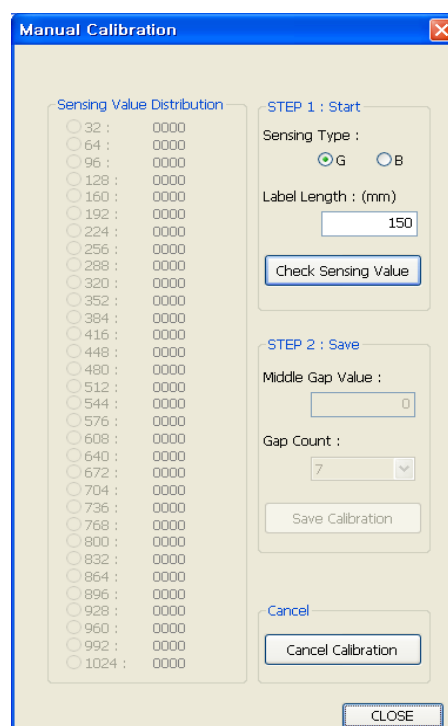 Manual Calibration
Sensing Value Distribution
32 : 0000
64 : 0000
96 : 0000
128 : 0000
160 : 0000
192 : 0000
224 : 0000
256 : 0000
288 : 0000
320 : 0000
352 : 0000
384 : 0000
416 : 0000
448 : 0000
480 : 0000
512 : 0000
544 : 0000
576 : 0000
608 : 0000
640 : 0000
672 : 0000
704 : 0000
736 : 0000
768 : 0000
800 : 0000
832 : 0000
864 : 0000
896 : 0000
928 : 0000
960 : 0000
992 : 0000
1024 : 0000
STEP 1 : Start
Sensing Type :
G B
Label Length : (mm)
150
Check Sensing Value
STEP 2 : Save
Middle Gap Value :
0
Gap Count :
7
Save Calibration
Cancel
Cancel Calibration
CLOSE